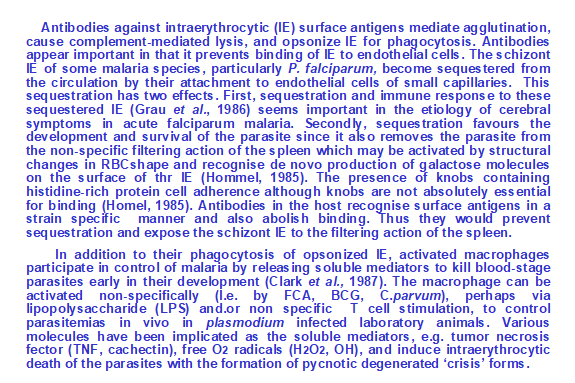 Antibodies against intraerythrocytic (IE) surface antigens mediate agglutination,
cause complement-mediated lysis, and opsonize IE for phagocytosis. Antibodies
appear important in that it prevents binding of IE to endothelial cells. The schizont
IE of some malaria species, particularly P. falciparum, become sequestered from
the circulation by their attachment to endothelial cells of small capillaries. This
sequestration has two effects. First, sequestration and immune response to these
sequestered IE (Grau et al., 1986) seems important in the etiology of cerebral
symptoms in acute falciparum malaria. Secondly, sequestration favours the
development and survival of the parasite since it also removes the parasite from
the non-specific filtering action of the spleen which may be activated by structural
changes in RBC shape and recognise de novo production of galactose molecules
on the surface of thr IE (Hommel, 1985). The presence of knobs containing
histidine-rich protein cell adherence although knobs are not absolutely essential
for binding (Homel, 1985). Antibodies in the host recognise surface antigens in a
strain specific manner and also abolish binding. Thus they would prevent
sequestration and expose the schizont IE to the filtering action of the spleen.
In addition to their phagocytosis of opsonized IE, activated macrophages
participate in control of malaria by releasing soluble mediators to kill blood-stage
parasites early in their development (Clark et al., 1987). The macrophage can be
activated non-specifically (I.e. by FCA, BCG, C.parvum), perhaps via
lipopolysaccharide (LPS) and.or non specific T cell stimulation, to control
parasitemias in vivo in plasmodium infected laboratory animals. Various
molecules have been implicated as the soluble mediators, e.g. tumor necrosis
fector (TNF, cachectin), free O2 radicals (H2O2, OH), and induce intraerythrocytic
death of the parasites with the formation of pycnotic degenerated ‘crisis’ forms.